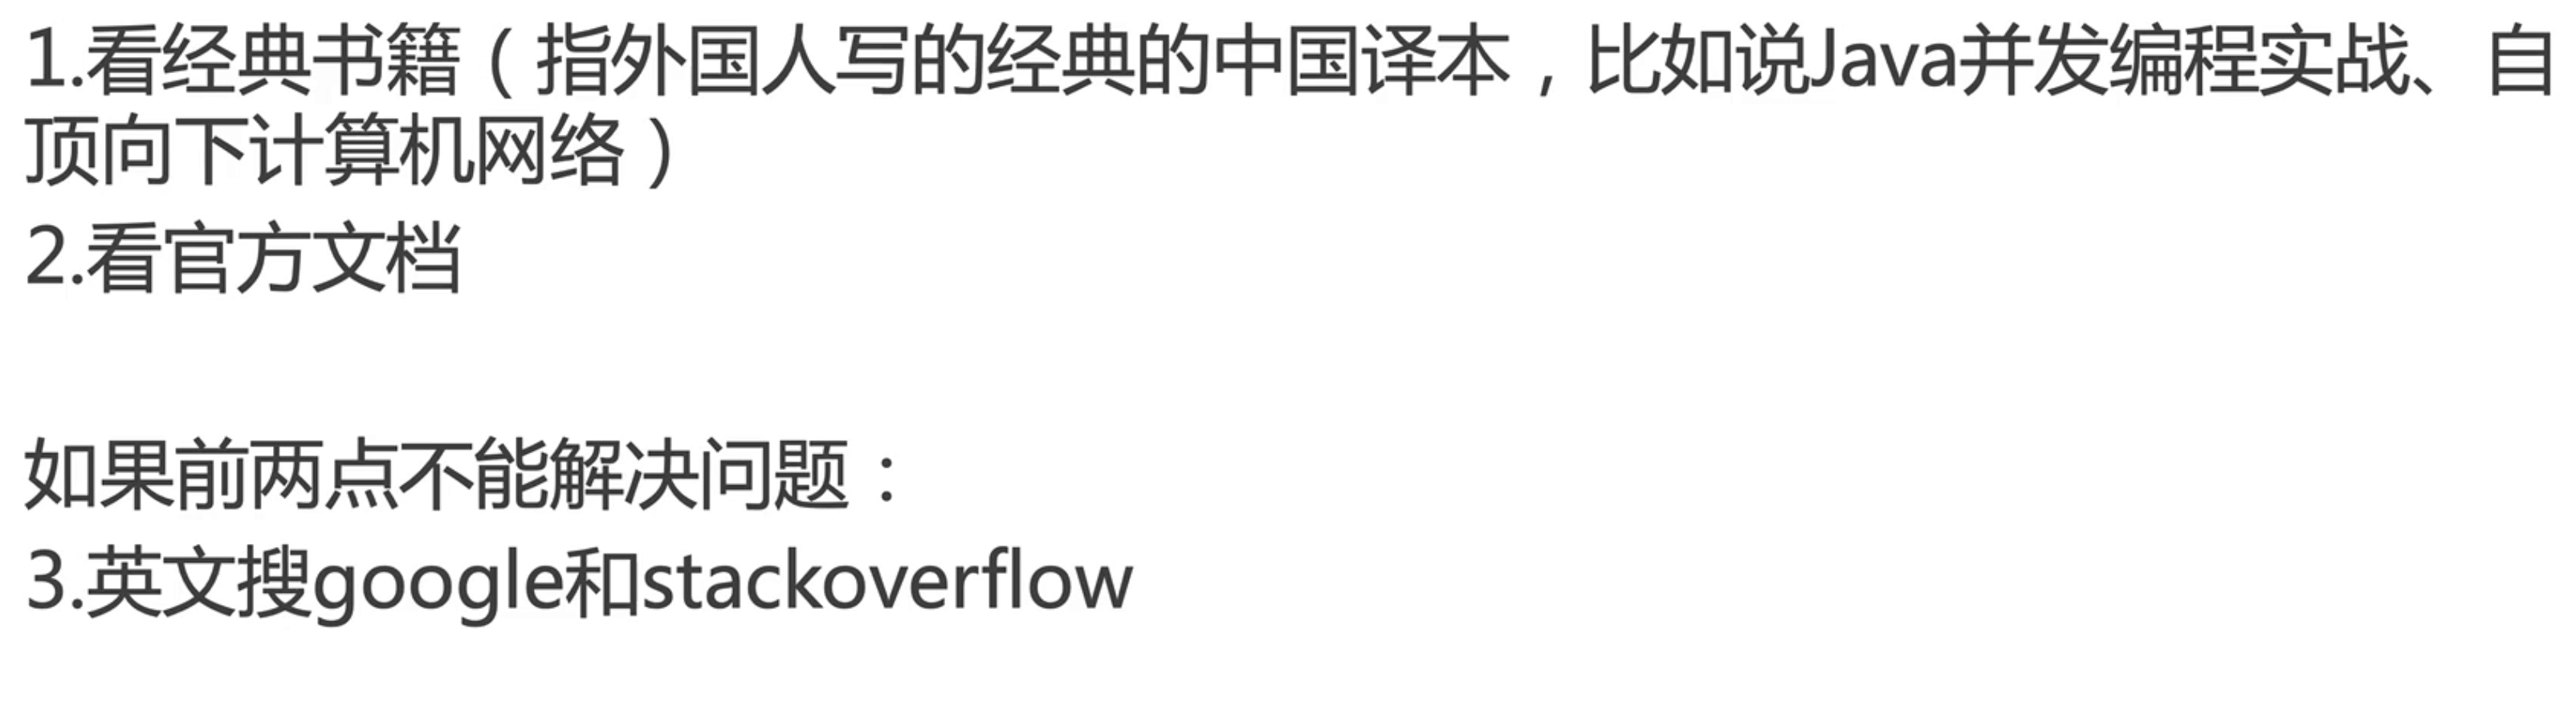 1.看经典书籍（指外国人写的经典的中国译本，比如说Java并发编程实战、自
顶向下计算机网络）
2.看官方文档
如果前两点不能解决问题：
3.英文搜google和stackoverflow